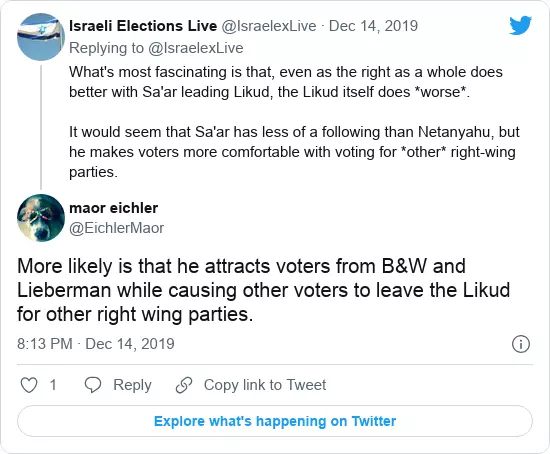 Israeli Elections Live @IsraelexLive · Dec 14, 2019
Replying to @IsraelexLive
What's most fascinating is that, even as the right as a whole does
better with Sa'ar leading Likud, the Likud itself does *worse*.
It would seem that Sa'ar has less of a following than Netanyahu, but
he makes voters more comfortable with voting for *other* right-wing
parties.
maor eichler
@EichlerMaor
More likely is that he attracts voters from B&W and
Lieberman while causing other voters to leave the Likud
for other right wing parties.
8:13 PM · Dec 14, 2019
1 Reply Copy link to Tweet
Explore what's happening on Twitter